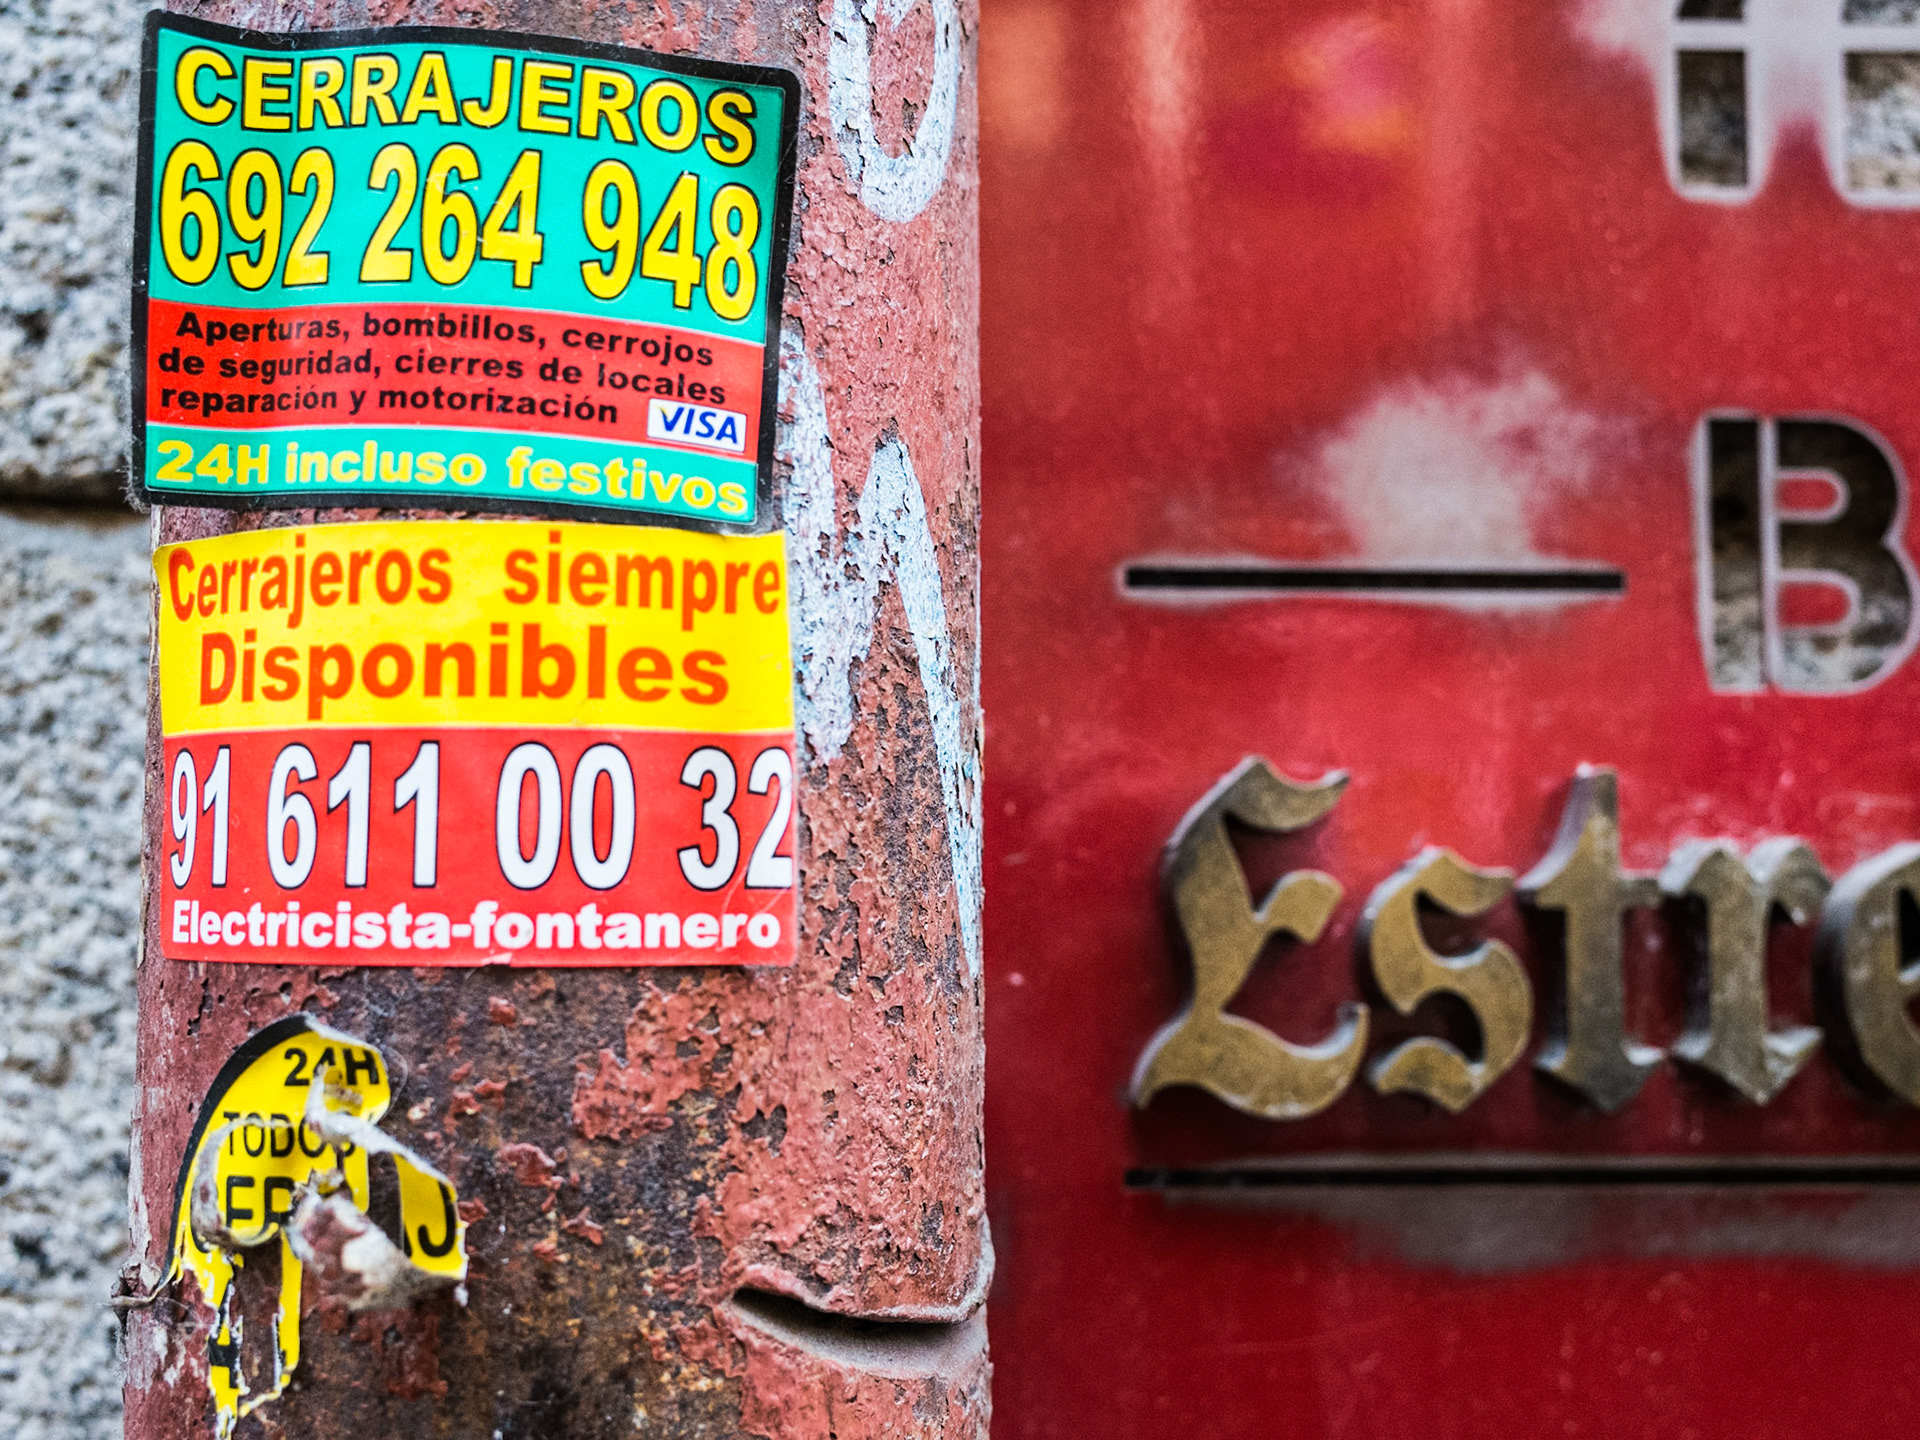 CERRAJEROS
692 264 948
Aperturas, bombillos, cerrojos
de seguridad, cierres de locales
reparación y motorización
VISA
24H incluso festivos
Cerrajeros siempre
Disponibles
91 611 00 32
Electricista-fontanero
24H
TODOS
B
Estre